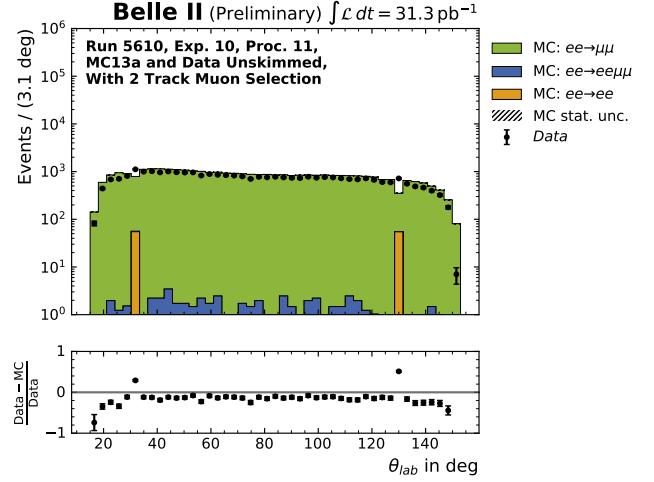 Belle II (Preliminary) ∫ℒ dt = 31.3 pb⁻¹
Run 5610, Exp. 10, Proc. 11,
MC13a and Data Unskimmed,
With 2 Track Muon Selection
Events / (3.1 deg)
10⁶
10⁵
10⁴
10³
10²
10¹
10⁰
MC: ee→μμ
MC: ee→eeμμ
MC: ee→ee
MC stat. unc.
Data
Data − MC
Data
1
0
−1
20 40 60 80 100 120 140
θlab in deg